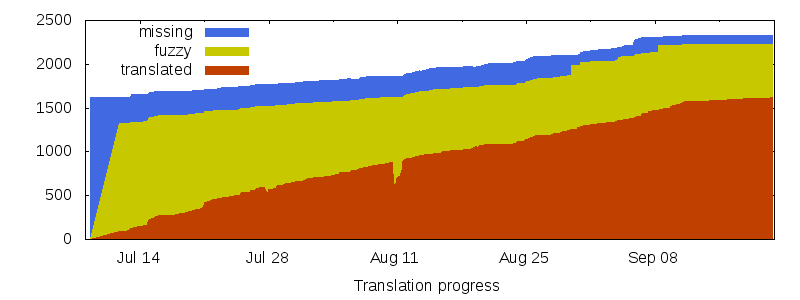 2500
missing
fuzzy
2000
translated
1500
1000
500
0
Jul 14 Jul 28 Aug 11 Aug 25 Sep 08
Translation progress